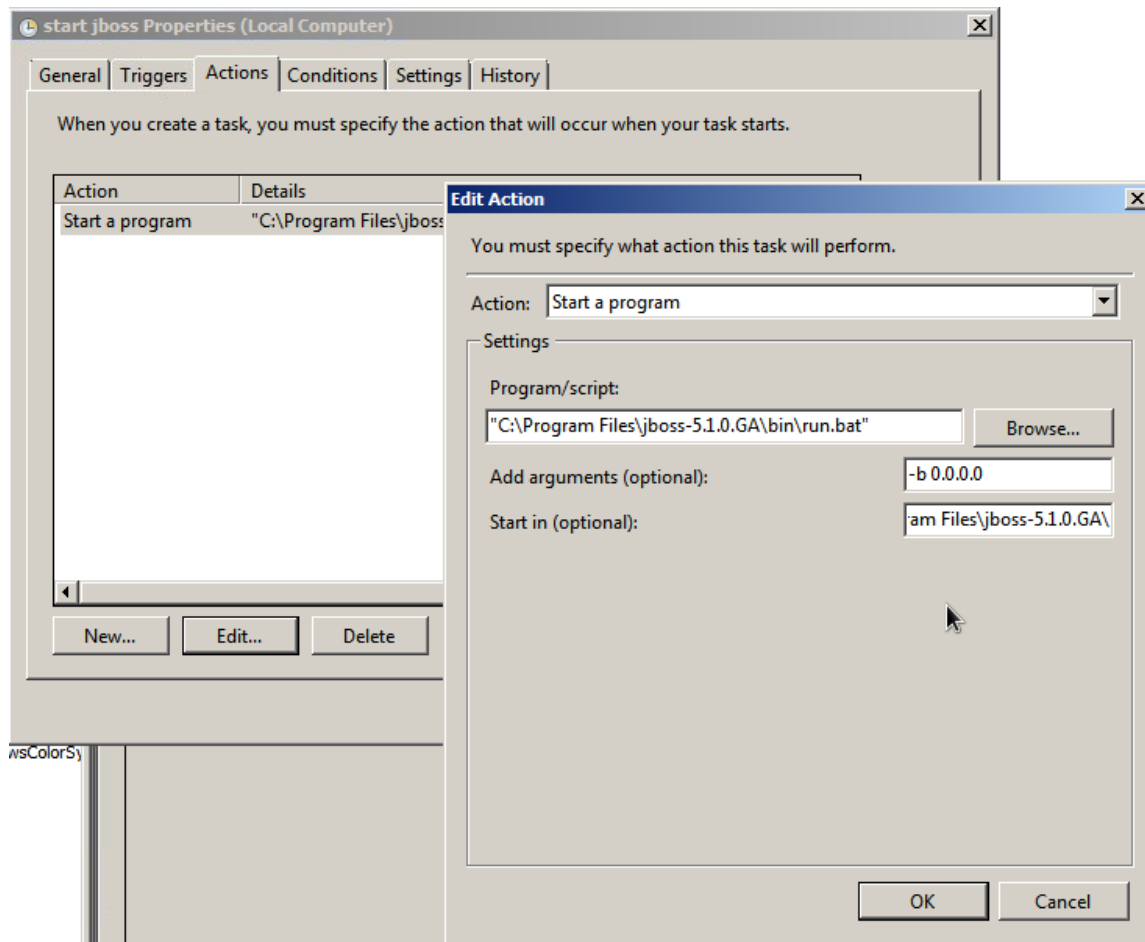 start jboss Properties (Local Computer)
General Triggers Actions Conditions Settings History
When you create a task, you must specify the action that will occur when your task starts.
Action Details
Start a program "C:\Program Files\jboss
Edit Action
You must specify what action this task will perform.
Action: Start a program
Settings
Program/script:
"C:\Program Files\jboss-5.1.0.GA\bin\run.bat" Browse...
Add arguments (optional): -b 0.0.0.0
Start in (optional): am Files\jboss-5.1.0.GA\
New... Edit... Delete
wsColorSy
OK Cancel